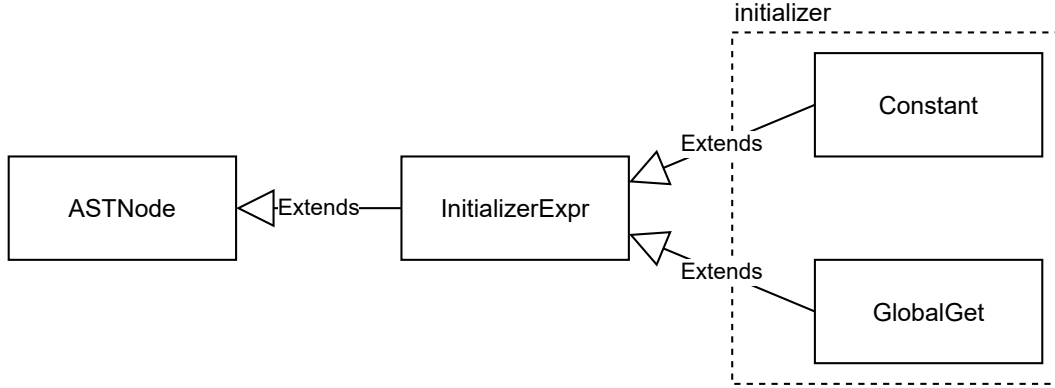 initializer
Constant
Extends
ASTNode
Extends
InitializerExpr
Extends
GlobalGet